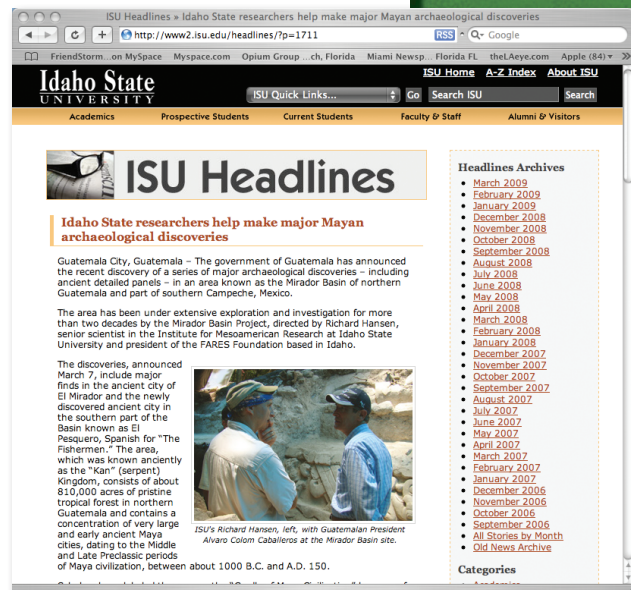 ISU Headlines » Idaho State researchers help make major Mayan archaeological discoveries
http://www2.isu.edu/headlines/?p=1711
RSS
Google
FriendStorm...on MySpace Myspace.com Opium Group ...ch, Florida Miami Newsp... Florida FL theLAeye.com Apple (84)
ISU Home A-Z Index About ISU
Idaho State
UNIVERSITY
ISU Quick Links... Go Search ISU Search
Academics Prospective Students Current Students Faculty & Staff Alumni & Visitors
ISU Headlines
Idaho State researchers help make major Mayan
archaeological discoveries
Guatemala City, Guatemala – The government of Guatemala has announced
the recent discovery of a series of major archaeological discoveries – including
ancient detailed panels – in an area known as the Mirador Basin of northern
Guatemala and part of southern Campeche, Mexico.
The area has been under extensive exploration and investigation for more
than two decades by the Mirador Basin Project, directed by Richard Hansen,
senior scientist in the Institute for Mesoamerican Research at Idaho State
University and president of the FARES Foundation based in Idaho.
The discoveries, announced
March 7, include major
finds in the ancient city of
El Mirador and the newly
discovered ancient city in
the southern part of the
Basin known as El
Pesquero, Spanish for "The
Fishermen." The area,
which was known anciently
as the "Kan" (serpent)
Kingdom, consists of about
810,000 acres of pristine
tropical forest in northern
Guatemala and contains a
concentration of very large
and early ancient Maya
cities, dating to the Middle
and Late Preclassic periods
of Maya civilization, between about 1000 B.C. and A.D. 150.
ISU's Richard Hansen, left, with Guatemalan President
Alvaro Colom Caballeros at the Mirador Basin site.
Headlines Archives
March 2009
February 2009
January 2009
December 2008
November 2008
October 2008
September 2008
August 2008
July 2008
June 2008
May 2008
April 2008
March 2008
February 2008
January 2008
December 2007
November 2007
October 2007
September 2007
August 2007
July 2007
June 2007
May 2007
April 2007
March 2007
February 2007
January 2007
December 2006
November 2006
October 2006
September 2006
All Stories by Month
Old News Archive
Categories